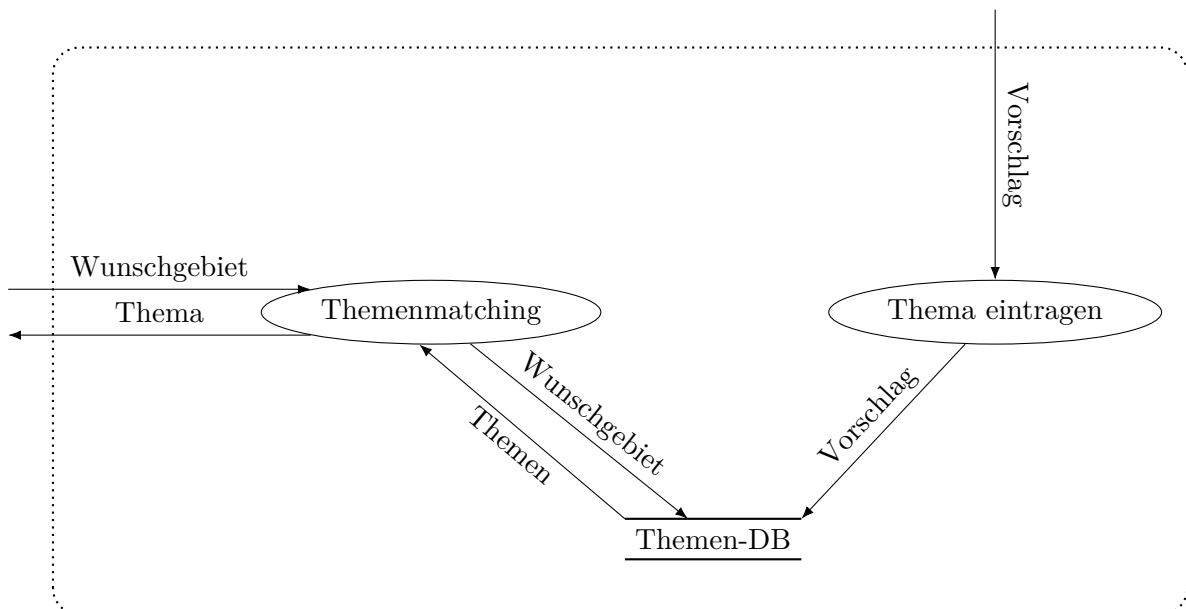 Vorschlag
Wunschgebiet
Thema
Themenmatching
Thema eintragen
Wunschgebiet
Themen
Vorschlag
Themen-DB